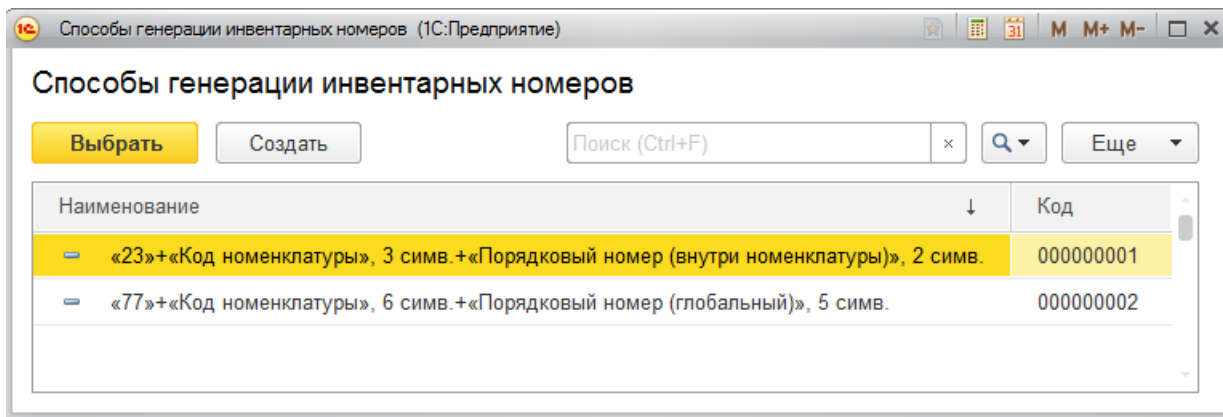 1С Способы генерации инвентарных номеров (1С:Предприятие) 31 M M+ M-
Способы генерации инвентарных номеров
Выбрать Создать Поиск (Ctrl+F) Еще
Наименование Код
«23»+«Код номенклатуры», 3 симв.+«Порядковый номер (внутри номенклатуры)», 2 симв. 000000001
«77»+«Код номенклатуры», 6 симв.+«Порядковый номер (глобальный)», 5 симв. 000000002